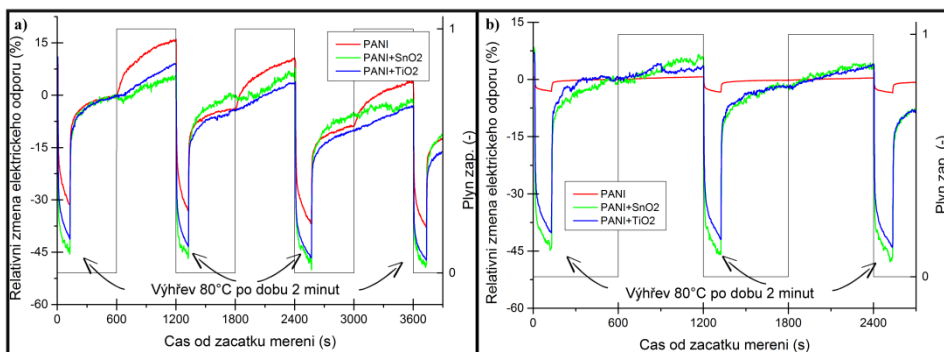 a)
Relativni zmena elektrickeho odporu (%)
15
0
-15
-30
-45
-60
PANI
PANI+SnO2
PANI+TiO2
Výhřev 80°C po dobu 2 minut
0
600
1200
1800
2400
3000
3600
Cas od zacatku mereni (s)
1
0
Plyn zap. (-)
b)
Relativni zmena elektrickeho odporu (%)
15
0
-15
-30
-45
-60
PANI
PANI+SnO2
PANI+TiO2
Výhřev 80°C po dobu 2 minut
0
600
1200
1800
2400
Cas od zacatku mereni (s)
1
0
Plyn zap. (-)